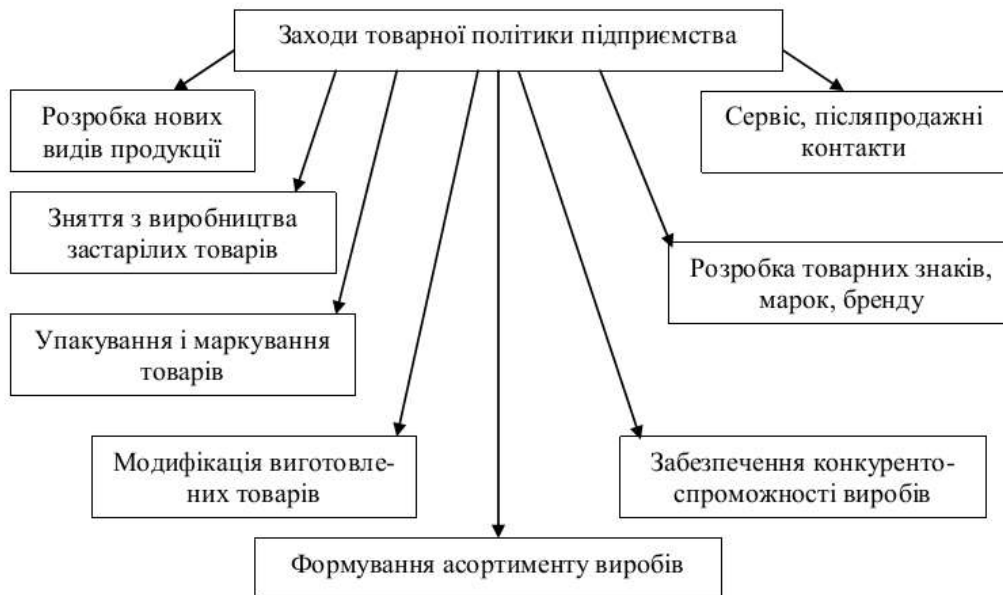 Заходи товарної політики підприємства
Розробка нових
видів продукції
Сервіс, післяпродажні
контакти
Зняття з виробництва
застарілих товарів
Розробка товарних знаків,
марок, бренду
Упакування і маркування
товарів
Модифікація виготовле-
них товарів
Забезпечення конкуренто-
спроможності виробів
Формування асортименту виробів